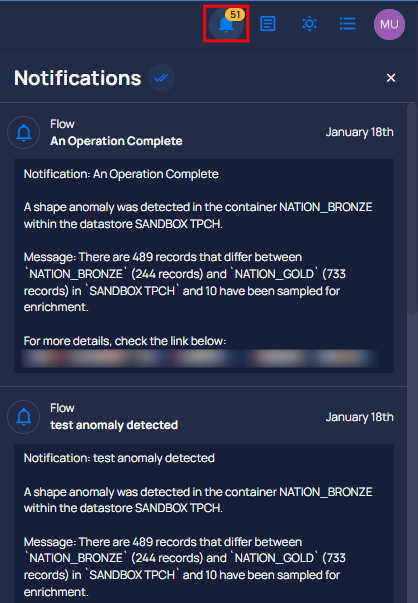 51
MU
Notifications
Flow
An Operation Complete
January 18th
Notification: An Operation Complete
A shape anomaly was detected in the container NATION_BRONZE
within the datastore SANDBOX TPCH.
Message: There are 489 records that differ between
`NATION_BRONZE` (244 records) and `NATION_GOLD` (733
records) in `SANDBOX TPCH` and 10 have been sampled for
enrichment.
For more details, check the link below:
Flow
test anomaly detected
January 18th
Notification: test anomaly detected
A shape anomaly was detected in the container NATION_BRONZE
within the datastore SANDBOX TPCH.
Message: There are 489 records that differ between
`NATION_BRONZE` (244 records) and `NATION_GOLD` (733
records) in `SANDBOX TPCH` and 10 have been sampled for
enrichment.